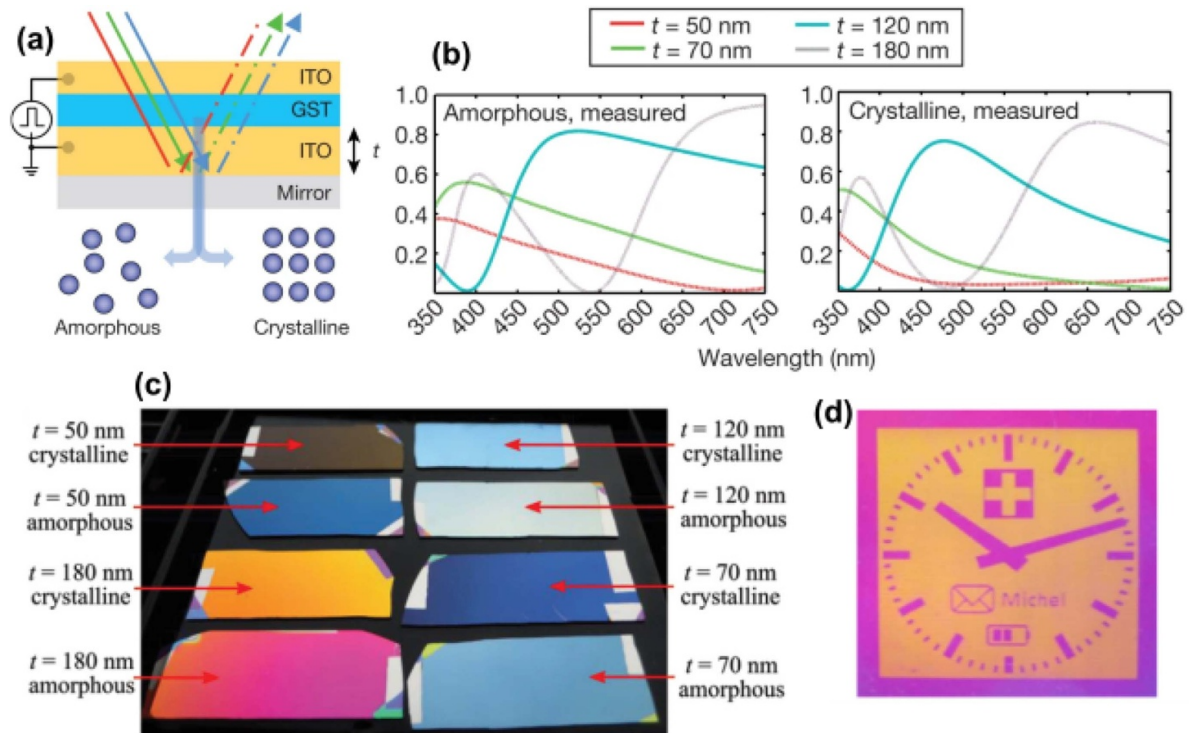 (a)
ITO
GST
ITO
t
Mirror
Amorphous
Crystalline
(b)
t = 50 nm
t = 120 nm
t = 70 nm
t = 180 nm
Amorphous, measured
1.0
0.8
0.6
0.4
0.2
350 400 450 500 550 600 650 700 750
Crystalline, measured
1.0
0.8
0.6
0.4
0.2
350 400 450 500 550 600 650 700 750
Wavelength (nm)
(c)
t = 50 nm
crystalline
t = 50 nm
amorphous
t = 180 nm
crystalline
t = 180 nm
amorphous
t = 120 nm
crystalline
t = 120 nm
amorphous
t = 70 nm
crystalline
t = 70 nm
amorphous
(d)
Michel